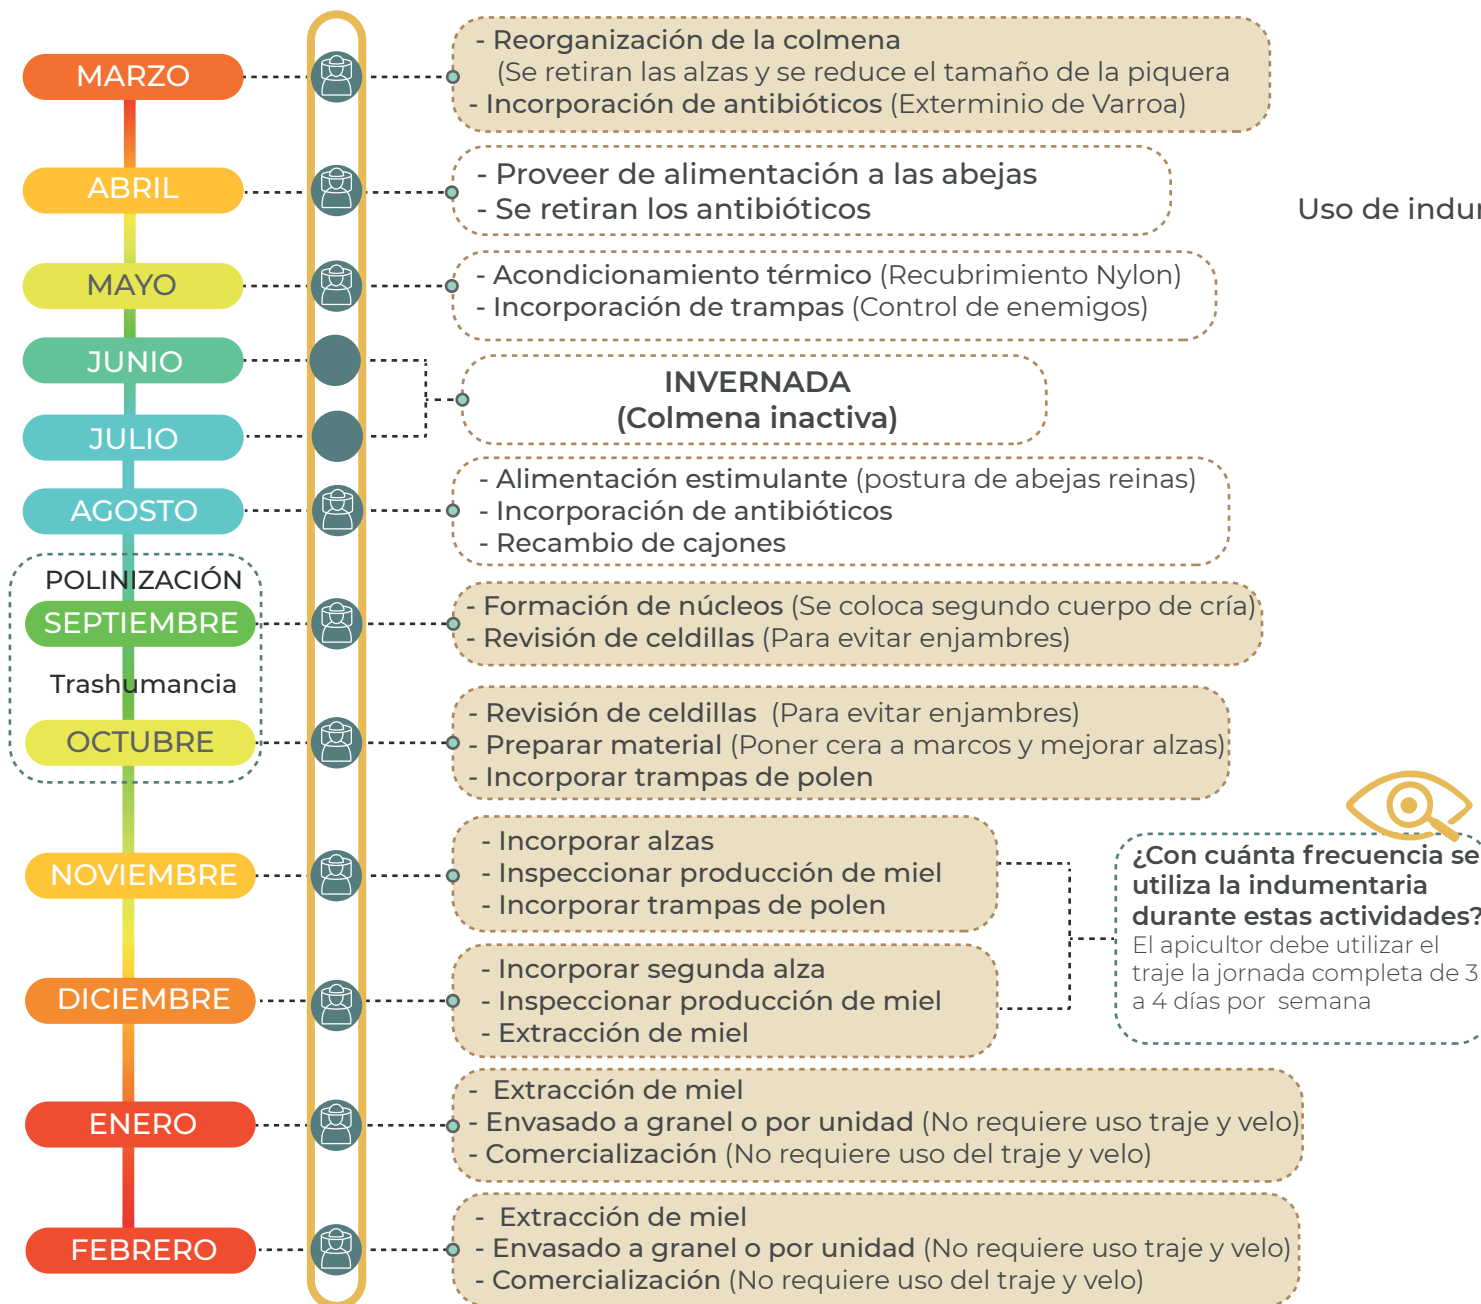 MARZO
- Reorganización de la colmena
(Se retiran las alzas y se reduce el tamaño de la piquera
- Incorporación de antibióticos (Exterminio de Varroa)
ABRIL
- Proveer de alimentación a las abejas
- Se retiran los antibióticos
Uso de indu
MAYO
- Acondicionamiento térmico (Recubrimiento Nylon)
- Incorporación de trampas (Control de enemigos)
JUNIO
JULIO
INVERNADA
(Colmena inactiva)
AGOSTO
- Alimentación estimulante (postura de abejas reinas)
- Incorporación de antibióticos
- Recambio de cajones
POLINIZACIÓN
SEPTIEMBRE
- Formación de núcleos (Se coloca segundo cuerpo de cría)
- Revisión de celdillas (Para evitar enjambres)
Trashumancia
OCTUBRE
- Revisión de celdillas (Para evitar enjambres)
- Preparar material (Poner cera a marcos y mejorar alzas)
- Incorporar trampas de polen
NOVIEMBRE
- Incorporar alzas
- Inspeccionar producción de miel
- Incorporar trampas de polen
¿Con cuánta frecuencia se
utiliza la indumentaria
durante estas actividades?
El apicultor debe utilizar el
traje la jornada completa de 3
a 4 días por semana
DICIEMBRE
- Incorporar segunda alza
- Inspeccionar producción de miel
- Extracción de miel
ENERO
- Extracción de miel
- Envasado a granel o por unidad (No requiere uso traje y velo)
- Comercialización (No requiere uso del traje y velo)
FEBRERO
- Extracción de miel
- Envasado a granel o por unidad (No requiere uso traje y velo)
- Comercialización (No requiere uso del traje y velo)